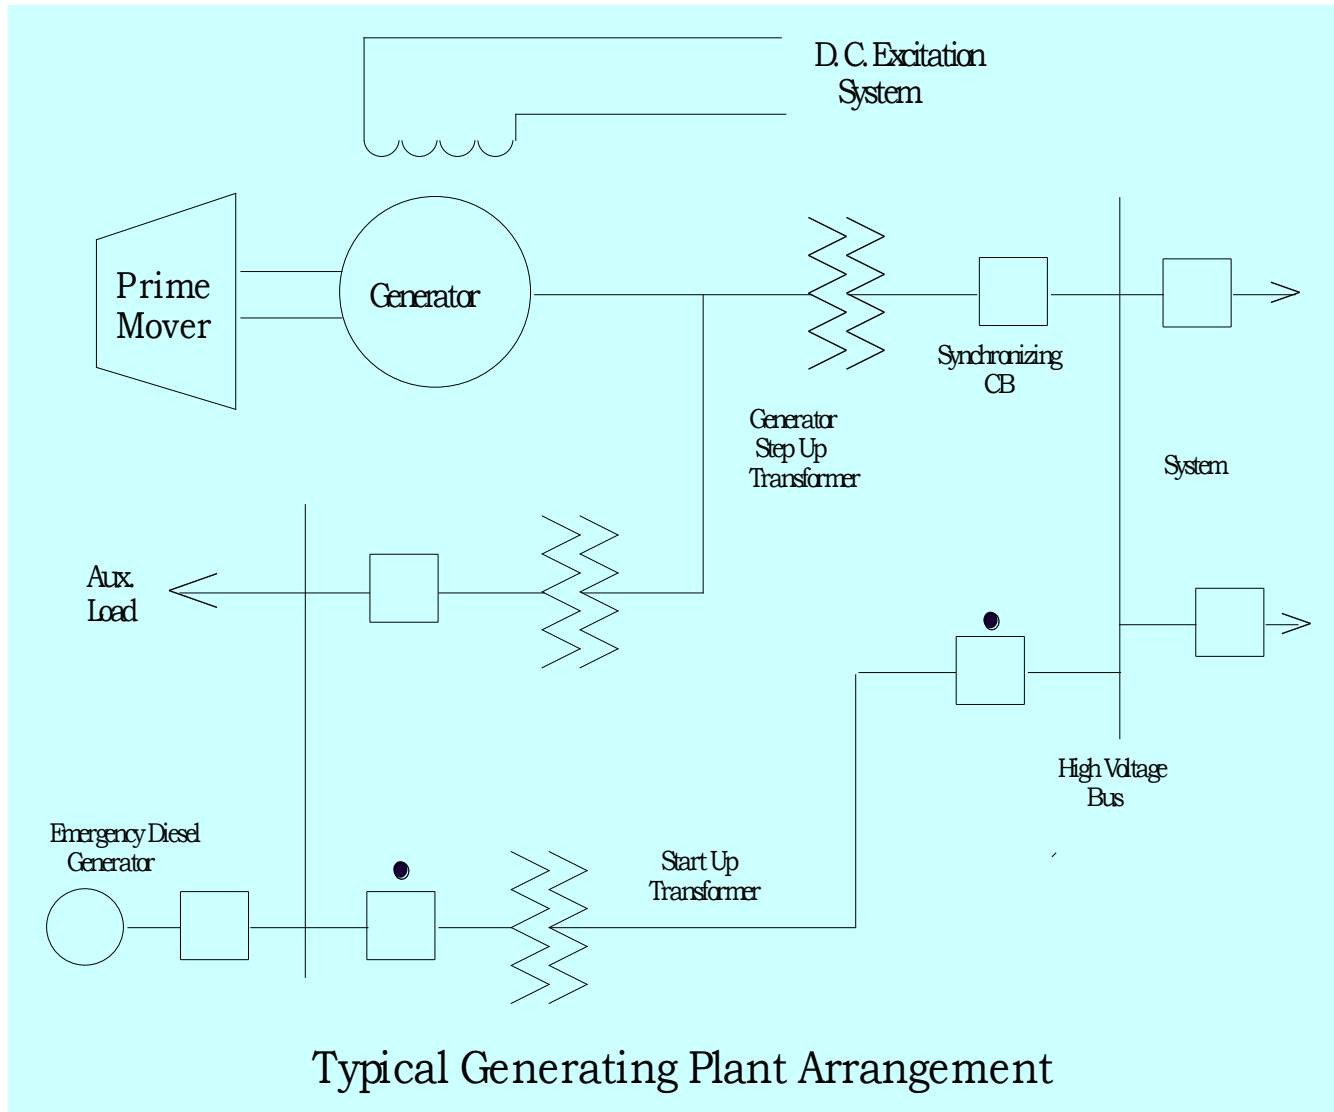 D. C. Excitation
System
Prime
Mover
Generator
Synchronizing
CB
Generator
Step Up
Transformer
System
Aux.
Load
High Voltage
Bus
Emergency Diesel
Generator
Start Up
Transformer
Typical Generating Plant Arrangement